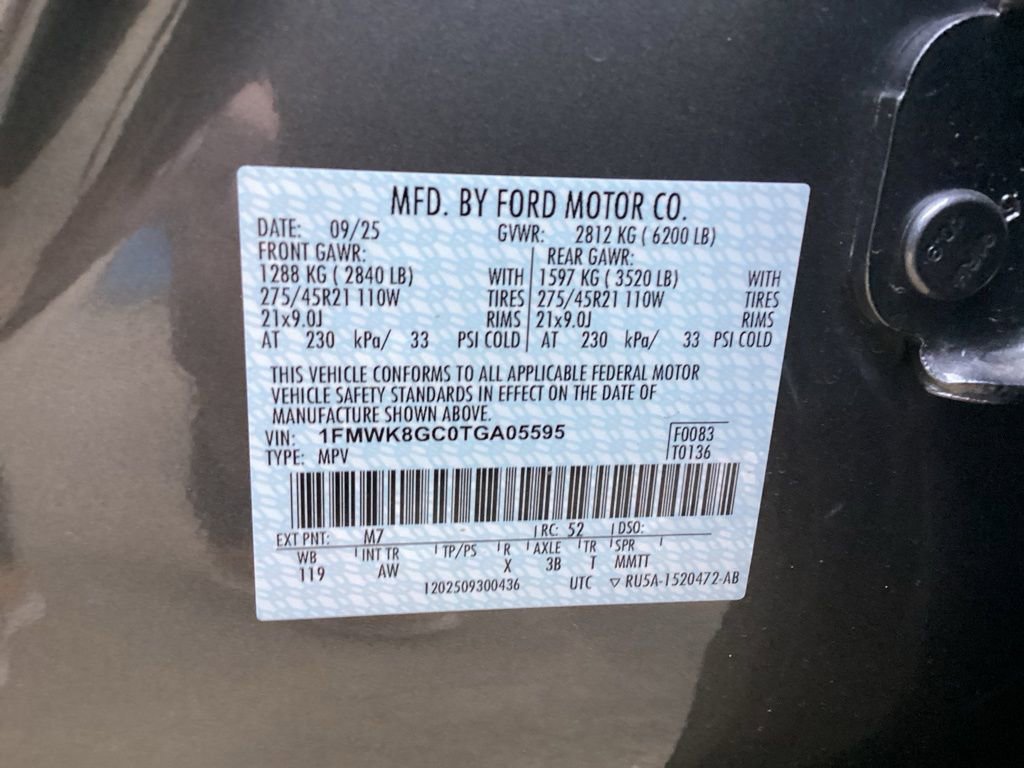 MFD. BY FORD MOTOR CO.
DATE: 09/25 GVWR: 2812 KG ( 6200 LB)
FRONT GAWR: REAR GAWR:
1288 KG ( 2840 LB) WITH 1597 KG ( 3520 LB) WITH
275/45R21 110W TIRES 275/45R21 110W TIRES
21x9.0J RIMS 21x9.0J RIMS
AT 230 kPa/ 33 PSI COLD AT 230 kPa/ 33 PSI COLD
THIS VEHICLE CONFORMS TO ALL APPLICABLE FEDERAL MOTOR
VEHICLE SAFETY STANDARDS IN EFFECT ON THE DATE OF
MANUFACTURE SHOWN ABOVE.
VIN: 1FMWK8GC0TGA05595 F0083
TYPE: MPV T0136
EXT PNT: M7 RC: 52 DSO:
WB INT TR TP/PS R AXLE TR SPR
119 AW X 3B T MMTT
1202509300436 UTC ▽ RU5A-1520472-AB